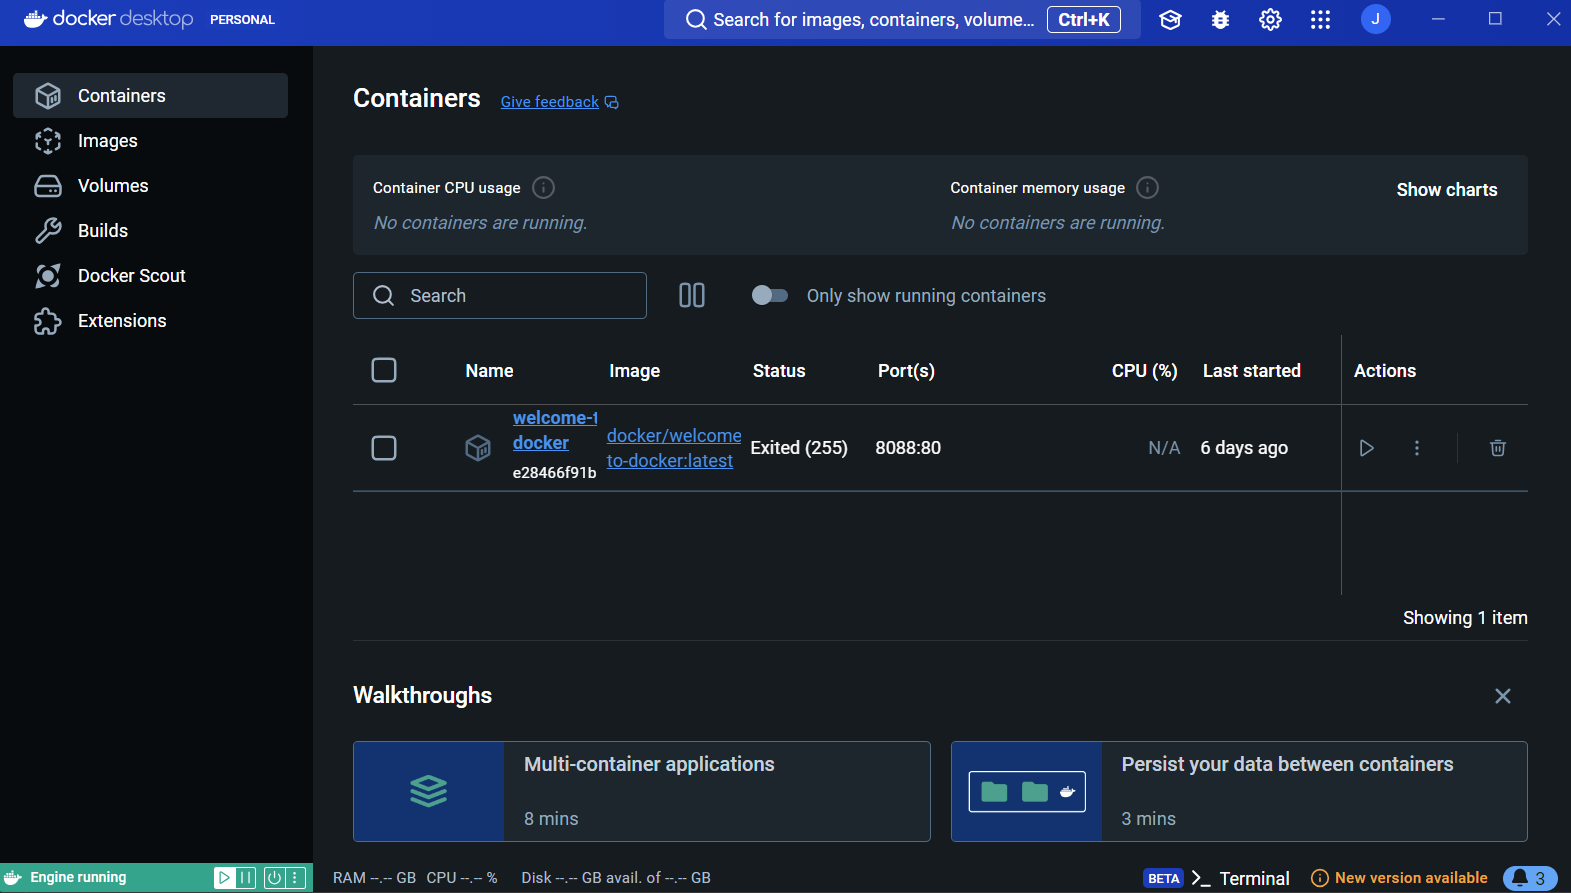 docker desktop PERSONAL
Search for images, containers, volume... Ctrl+K
J
Containers
Images
Volumes
Builds
Docker Scout
Extensions
Containers Give feedback
Container CPU usage
No containers are running.
Container memory usage
No containers are running.
Show charts
Search
Only show running containers
Name Image Status Port(s) CPU (%) Last started Actions
welcome-t
docker
e28466f91b
docker/welcome
to-docker:latest
Exited (255) 8088:80 N/A 6 days ago
Showing 1 item
Walkthroughs
Multi-container applications
8 mins
Persist your data between containers
3 mins
Engine running
RAM --.-- GB CPU --.-- % Disk --.-- GB avail. of --.-- GB
BETA >_ Terminal New version available 3